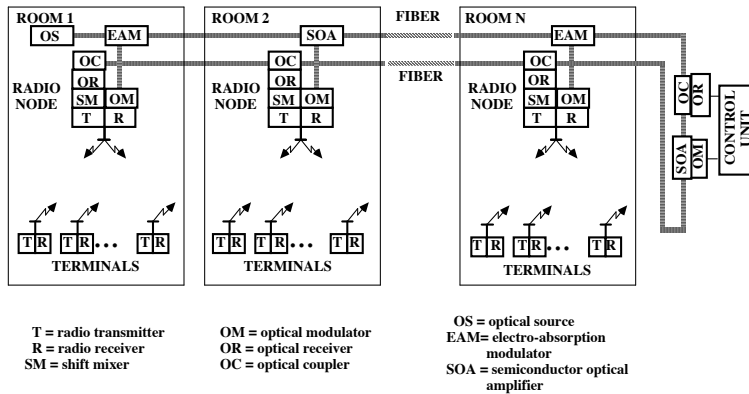 ROOM 1
OS
EAM
OC
OR
SM
OM
T
R
RADIO
NODE
T R
T R
...
T R
TERMINALS
ROOM 2
SOA
OC
OR
SM
OM
T
R
RADIO
NODE
T R
T R
...
T R
TERMINALS
FIBER
FIBER
ROOM N
EAM
OC
OR
SM
OM
T
R
RADIO
NODE
T R
T R
...
T R
TERMINALS
OC
OR
SOA
OM
CONTROL
UNIT
T = radio transmitter
R = radio receiver
SM = shift mixer
OM = optical modulator
OR = optical receiver
OC = optical coupler
OS = optical source
EAM= electro-absorption
modulator
SOA = semiconductor optical
amplifier